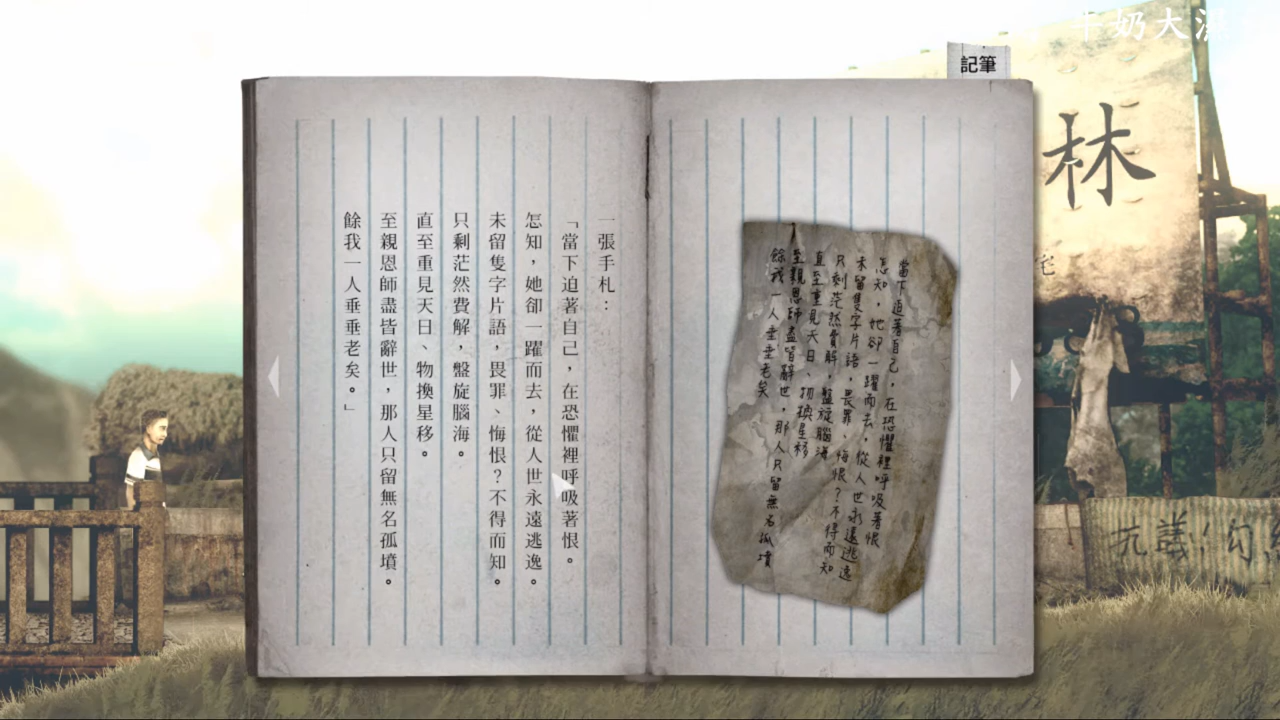 牛奶大濕
記筆
一張手札：
「當下迫著自己，在恐懼裡呼吸著恨。
怎知，她卻一躍而去，從人世永遠逃逸。
未留隻字片語，畏罪、悔恨？不得而知。
只剩茫然費解，盤旋腦海。
直至重見天日、物換星移。
至親恩師盡皆辭世，那人只留無名孤墳。
餘我一人垂垂老矣。」
當下迫著自己，在恐懼裡呼吸著恨
怎知，她卻一躍而去，從人世永遠逃逸
未留隻字片語，畏罪、悔恨？不得而知
只剩茫然費解，盤旋腦海
直至重見天日、物換星移
至親恩師盡皆辭世，那人只留無名孤墳
餘我一人垂垂老矣
林
宅
抗議！勾結